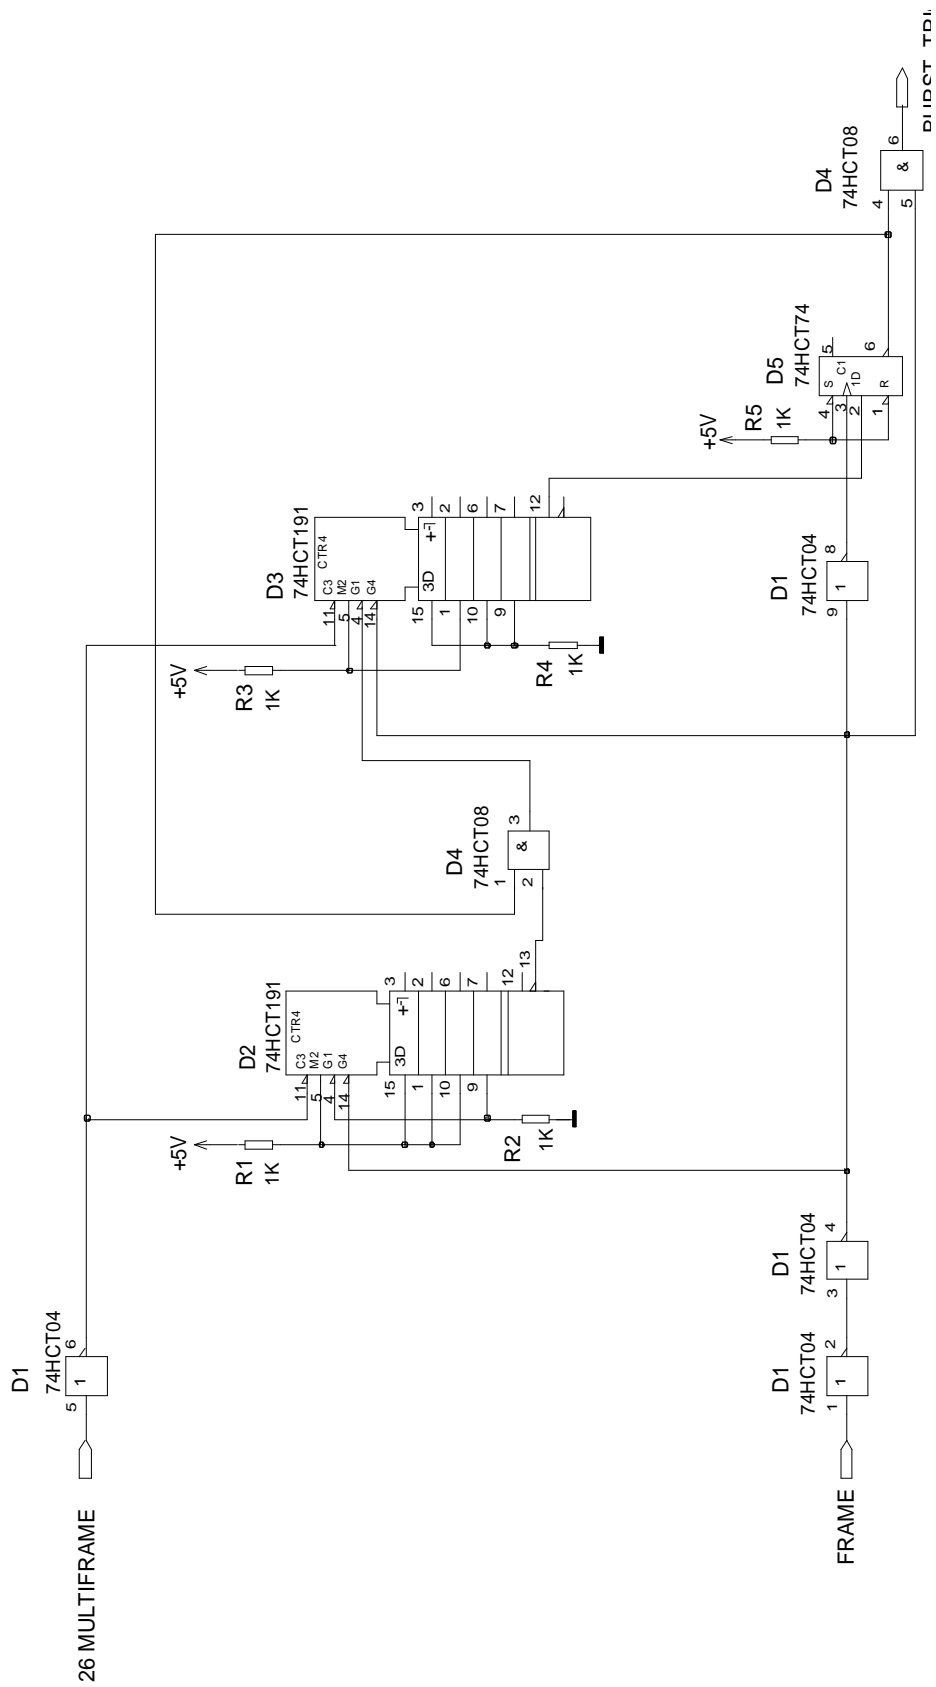 26 MULTIFRAME
5
D1
74HCT04
1
6
FRAME
1
D1
74HCT04
1
2
3
D1
74HCT04
1
4
+5V
R1
1K
D2
74HCT191
CTR4
11
C3
5
M2
4
G1
14
G4
15
3D
+
3
1
2
10
6
9
7
12
13
R2
1K
D4
74HCT08
1
2
&
3
+5V
R3
1K
D3
74HCT191
CTR4
11
C3
5
M2
4
G1
14
G4
15
3D
+
3
1
2
10
6
9
7
12
R4
1K
D1
74HCT04
9
1
8
+5V
R5
1K
D5
74HCT74
4
S
5
3
C1
2
1D
1
R
6
D4
74HCT08
4
5
&
6